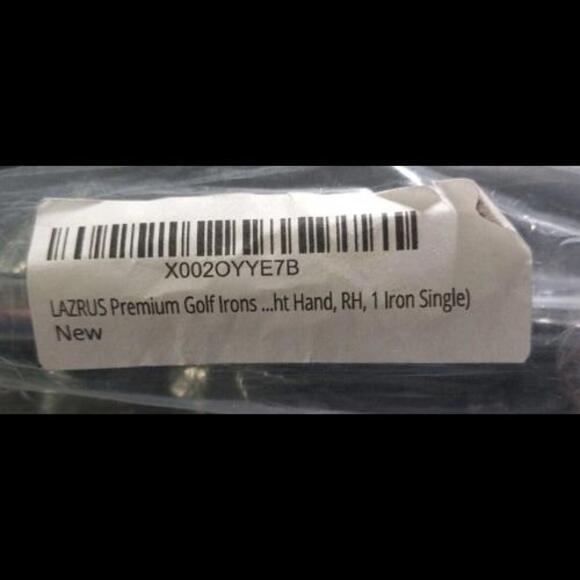 X002OYYE7B
LAZRUS Premium Golf Irons ...ht Hand, RH, 1 Iron Single)
New